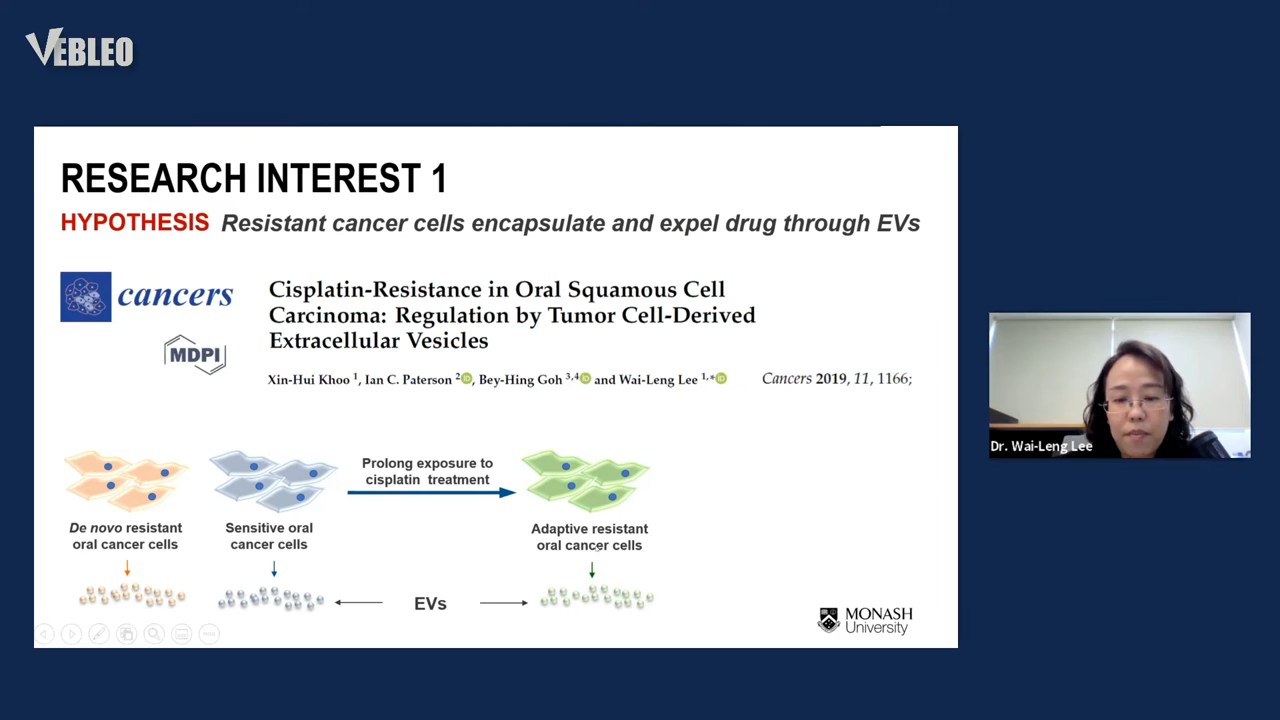 VEBLEO
RESEARCH INTEREST 1
HYPOTHESIS Resistant cancer cells encapsulate and expel drug through EVs
cancers
MDPI
Cisplatin-Resistance in Oral Squamous Cell
Carcinoma: Regulation by Tumor Cell-Derived
Extracellular Vesicles
Xin-Hui Khoo 1, Ian C. Paterson 2 iD, Bey-Hing Goh 3,4 iD and Wai-Leng Lee 1,* iD
Cancers 2019, 11, 1166;
Dr. Wai-Leng Lee
Prolong exposure to
cisplatin treatment
De novo resistant
oral cancer cells
Sensitive oral
cancer cells
Adaptive resistant
oral cancer cells
EVs
MONASH
University